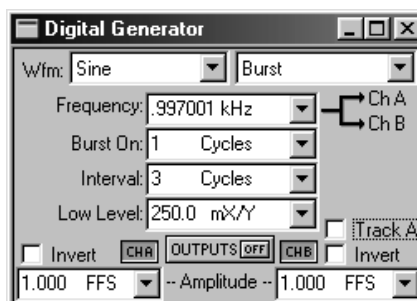 Digital Generator
Wfm: Sine Burst
Frequency: .997001 kHz
Ch A
Ch B
Burst On: 1 Cycles
Interval: 3 Cycles
Low Level: 250.0 mX/Y
Track A
Invert CHA OUTPUTS OFF CHB Invert
1.000 FFS -- Amplitude -- 1.000 FFS